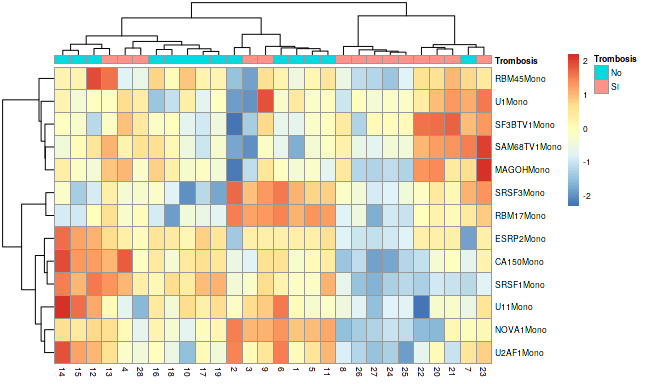 Trombosis
RBM45Mono
U1Mono
SF3BTV1Mono
SAM68TV1Mono
MAGOHMono
SRSF3Mono
RBM17Mono
ESRP2Mono
CA150Mono
SRSF1Mono
U11Mono
NOVA1Mono
U2AF1Mono
14 15 12 13 4 28 16 18 10 17 19 2 3 9 6 1 5 11 8 26 27 24 25 22 20 21 7 23
2
1
0
-1
-2
Trombosis
No
SI